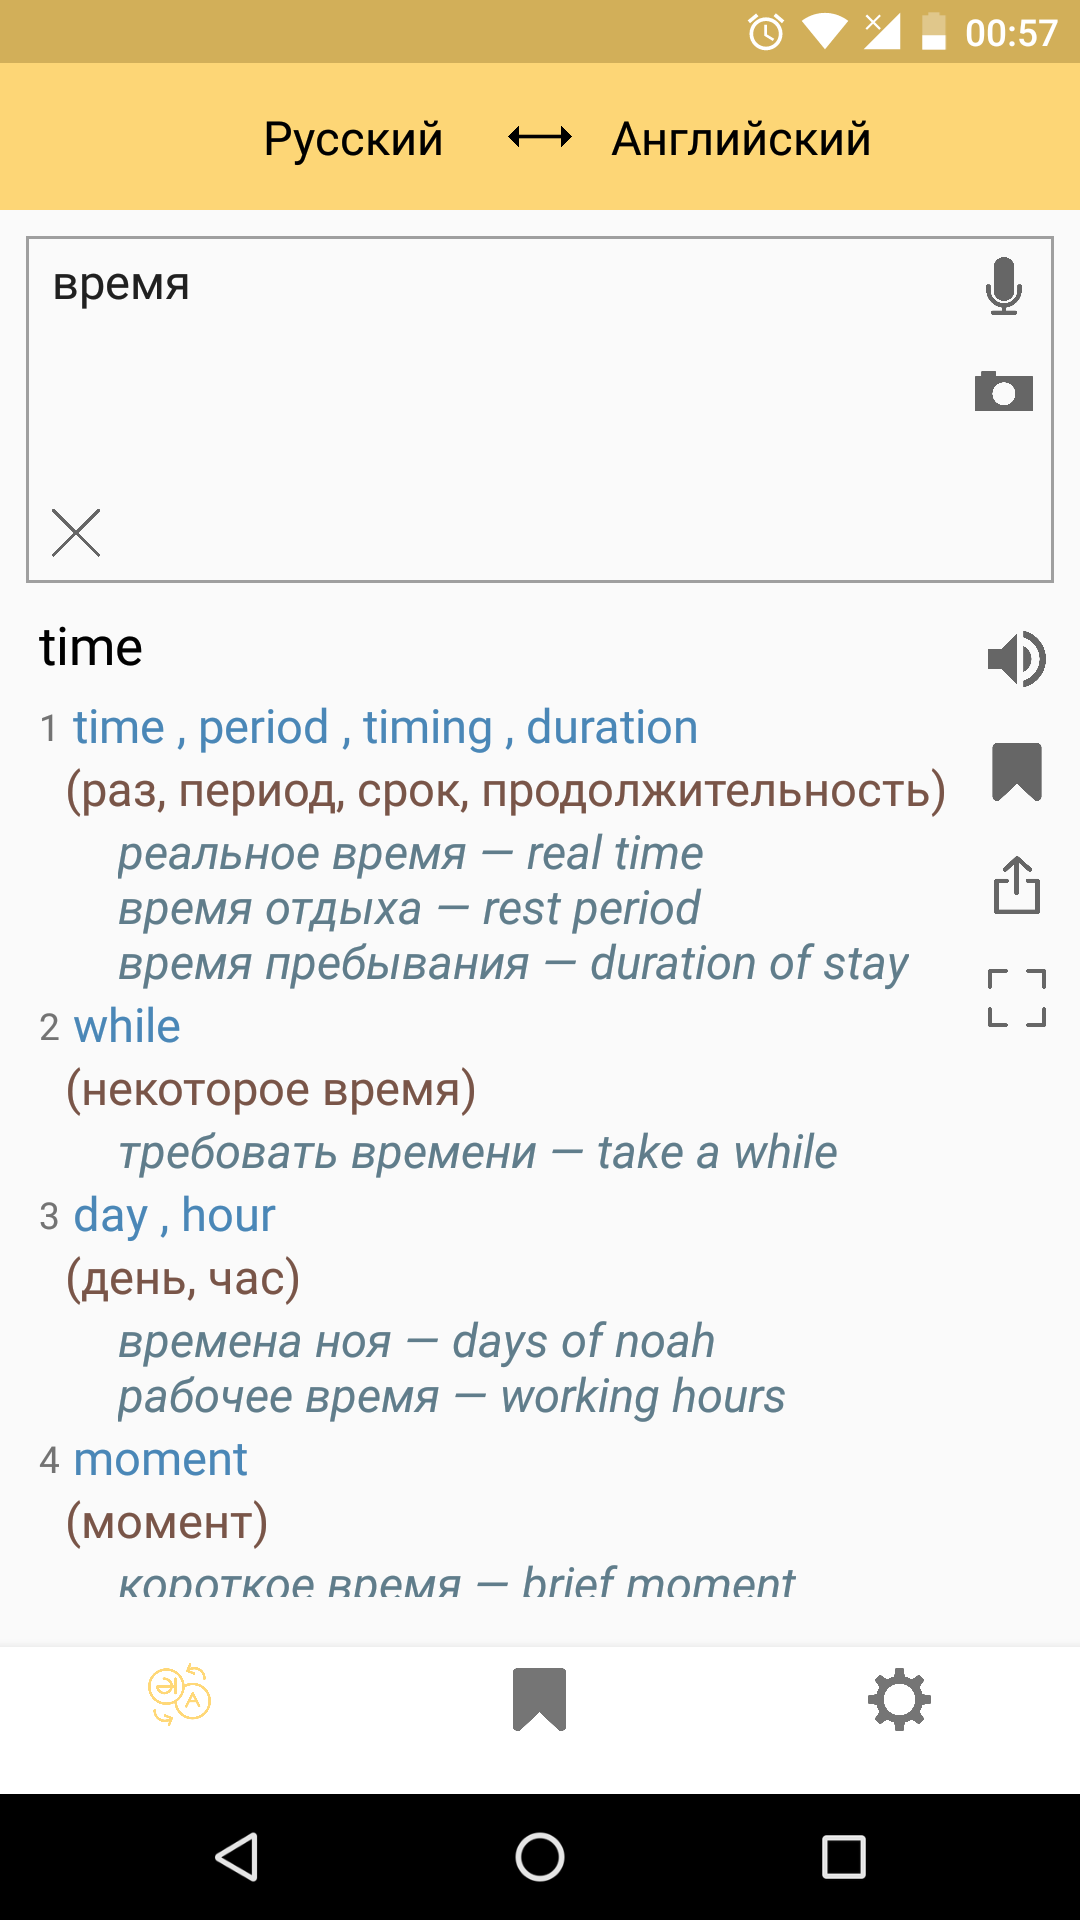 00:57
Русский Английский
время
time
1 time , period , timing , duration
(раз, период, срок, продолжительность)
реальное время — real time
время отдыха — rest period
время пребывания — duration of stay
2 while
(некоторое время)
требовать времени — take a while
3 day , hour
(день, час)
времена ноя — days of noah
рабочее время — working hours
4 moment
(момент)
короткое время — brief moment